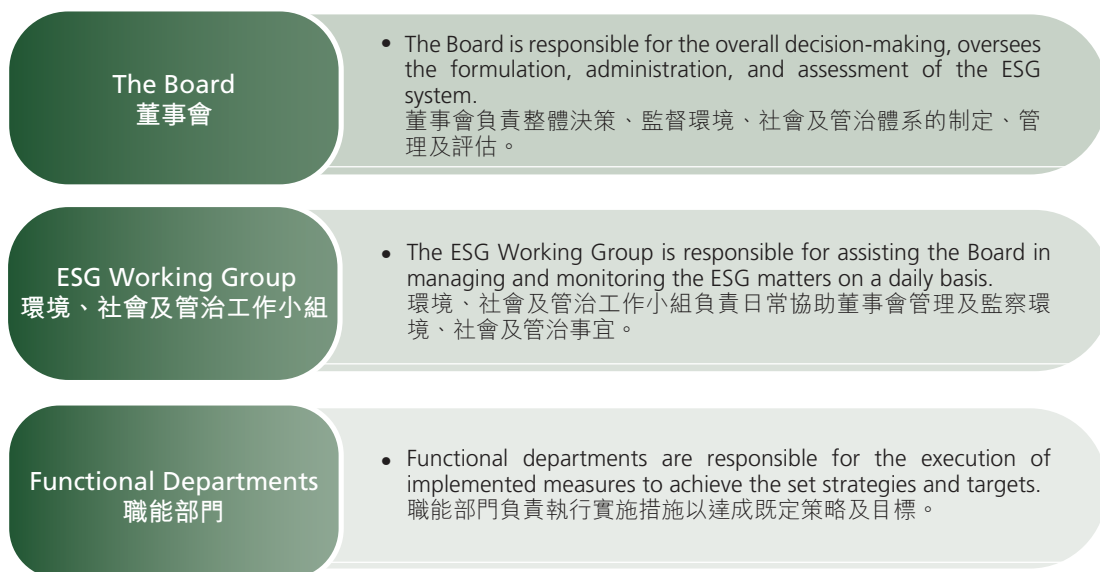 The Board
董事會
• The Board is responsible for the overall decision-making, oversees
the formulation, administration, and assessment of the ESG
system.
董事會負責整體決策、監督環境、社會及管治體系的制定、管
理及評估。
ESG Working Group
環境、社會及管治工作小組
• The ESG Working Group is responsible for assisting the Board in
managing and monitoring the ESG matters on a daily basis.
環境、社會及管治工作小組負責日常協助董事會管理及監察環
境、社會及管治事宜。
Functional Departments
職能部門
• Functional departments are responsible for the execution of
implemented measures to achieve the set strategies and targets.
職能部門負責執行實施措施以達成既定策略及目標。